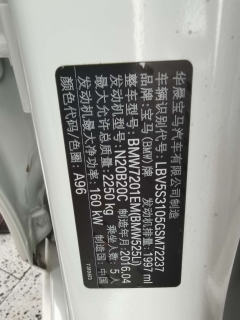 华晨宝马汽车有限公司制造
车辆识别代号:LBV5S3105GSM72237
品牌:宝马(BMW)牌 发动机排量:1997 ml
整车型号:BMW7201EM(BMW525Li)
发动机型号:N20B20C 制造年月:2016.04
最大允许总质量:2250 kg 乘坐人数:5 人
发动机最大净功率:160 kW 制造国:中国
颜色代码/色圈:A96